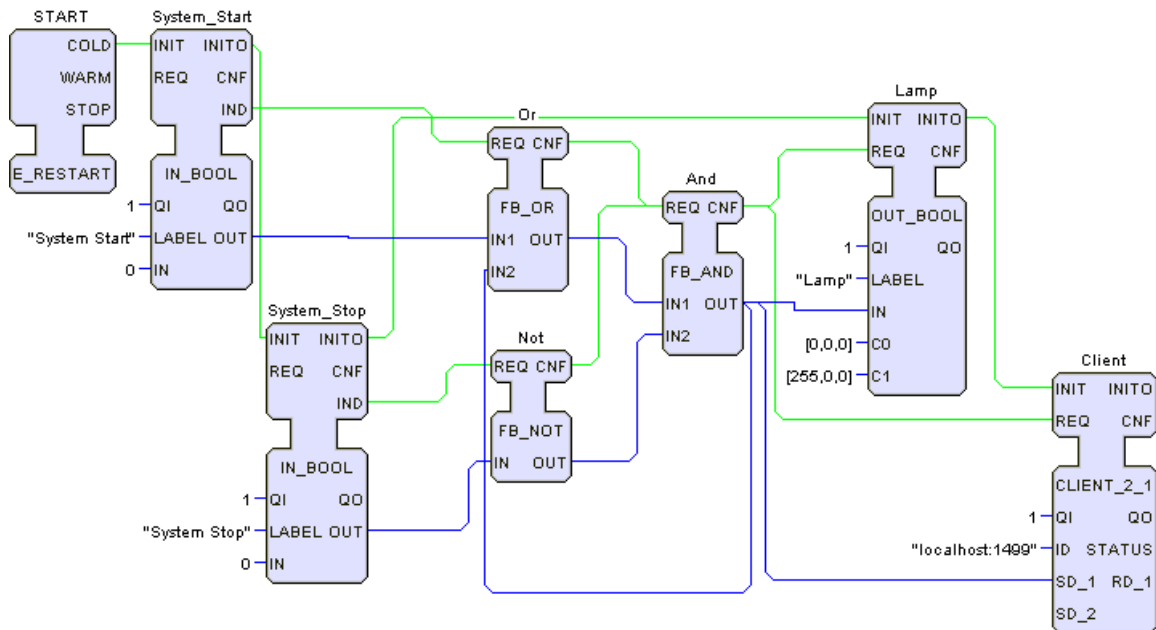 START
COLD
WARM
STOP
E_RESTART
System_Start
INIT INITO
REQ CNF
IND
IN_BOOL
1 QI QO
"System Start" LABEL OUT
0 IN
System_Stop
INIT INITO
REQ CNF
IND
IN_BOOL
1 QI QO
"System Stop" LABEL OUT
0 IN
Or
REQ CNF
FB_OR
IN1 OUT
IN2
Not
REQ CNF
FB_NOT
IN OUT
And
REQ CNF
FB_AND
IN1 OUT
IN2
Lamp
INIT INITO
REQ CNF
OUT_BOOL
1 QI QO
"Lamp" LABEL
IN
[0,0,0] C0
[255,0,0] C1
Client
INIT INITO
REQ CNF
CLIENT_2_1
1 QI QO
"localhost:1499" ID STATUS
SD_1 RD_1
SD_2